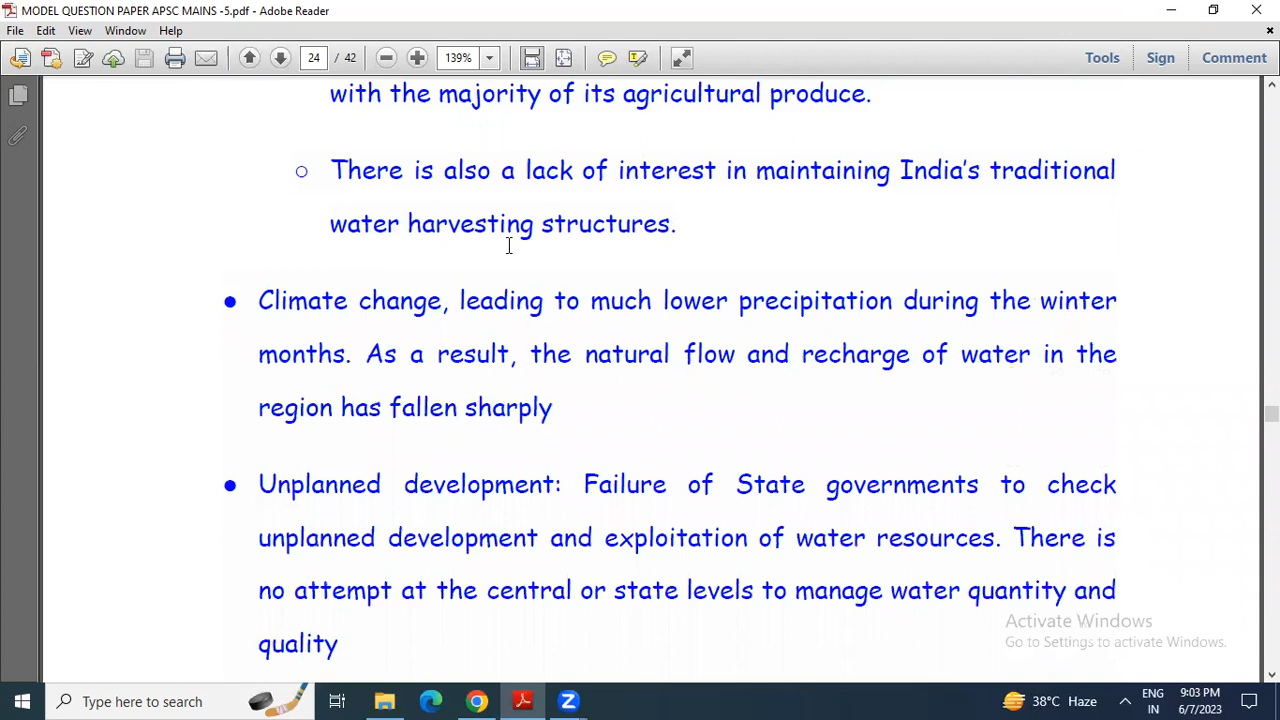 MODEL QUESTION PAPER APSC MAINS -5.pdf - Adobe Reader
File Edit View Window Help
24 / 42 139% Tools Sign Comment
with the majority of its agricultural produce.
○ There is also a lack of interest in maintaining India's traditional
water harvesting structures.
● Climate change, leading to much lower precipitation during the winter
months. As a result, the natural flow and recharge of water in the
region has fallen sharply
● Unplanned development: Failure of State governments to check
unplanned development and exploitation of water resources. There is
no attempt at the central or state levels to manage water quantity and
quality
Activate Windows
Go to Settings to activate Windows.
Type here to search
38°C Haze
ENG
IN
9:03 PM
6/7/2023